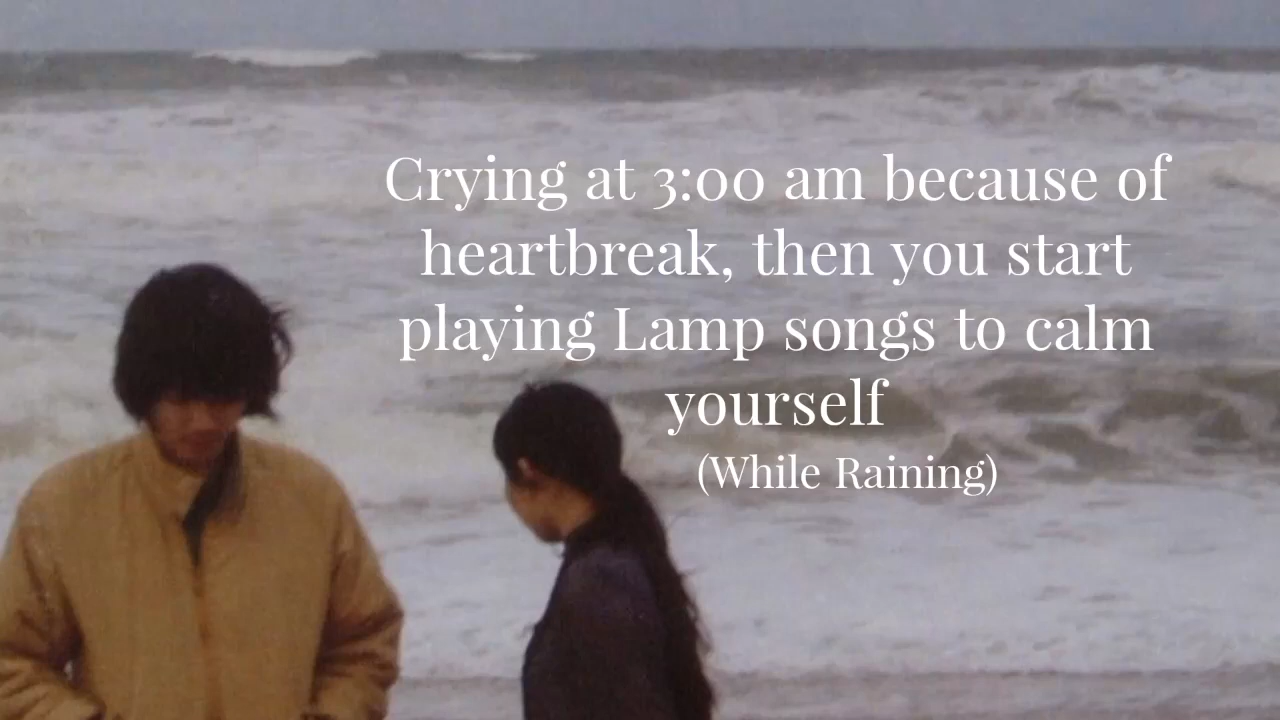 Crying at 3:00 am because of
heartbreak, then you start
playing Lamp songs to calm
yourself
(While Raining)